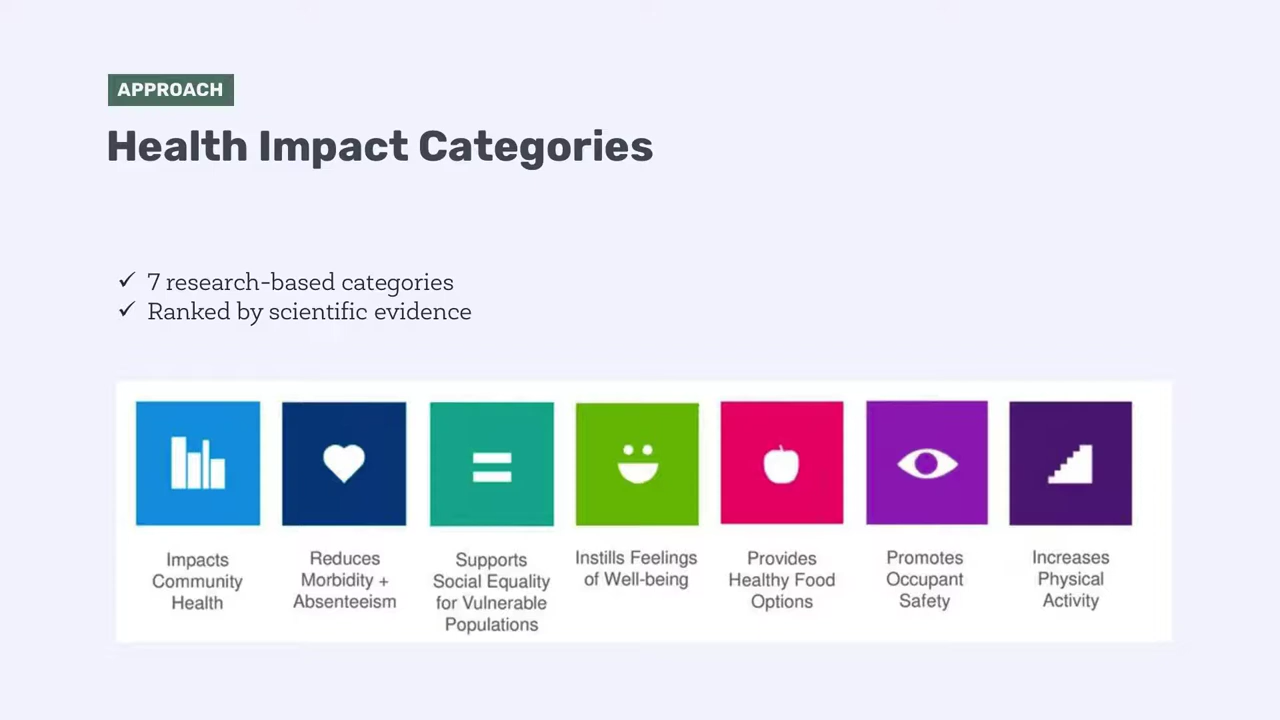 APPROACH
Health Impact Categories
✓ 7 research-based categories
✓ Ranked by scientific evidence
Impacts
Community
Health
Reduces
Morbidity +
Absenteeism
Supports
Social Equality
for Vulnerable
Populations
Instills Feelings
of Well-being
Provides
Healthy Food
Options
Promotes
Occupant
Safety
Increases
Physical
Activity